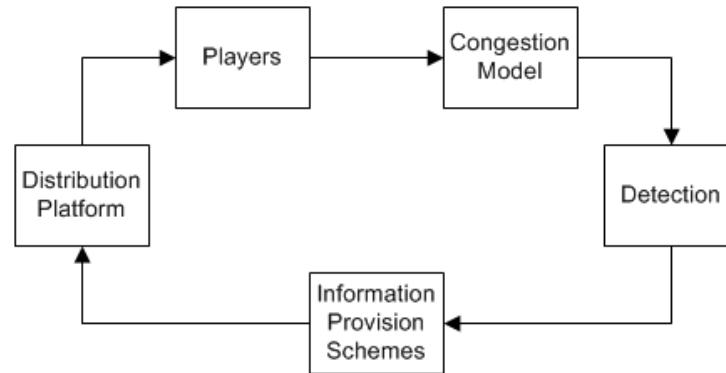 Players
Congestion
Model
Distribution
Platform
Detection
Information
Provision
Schemes